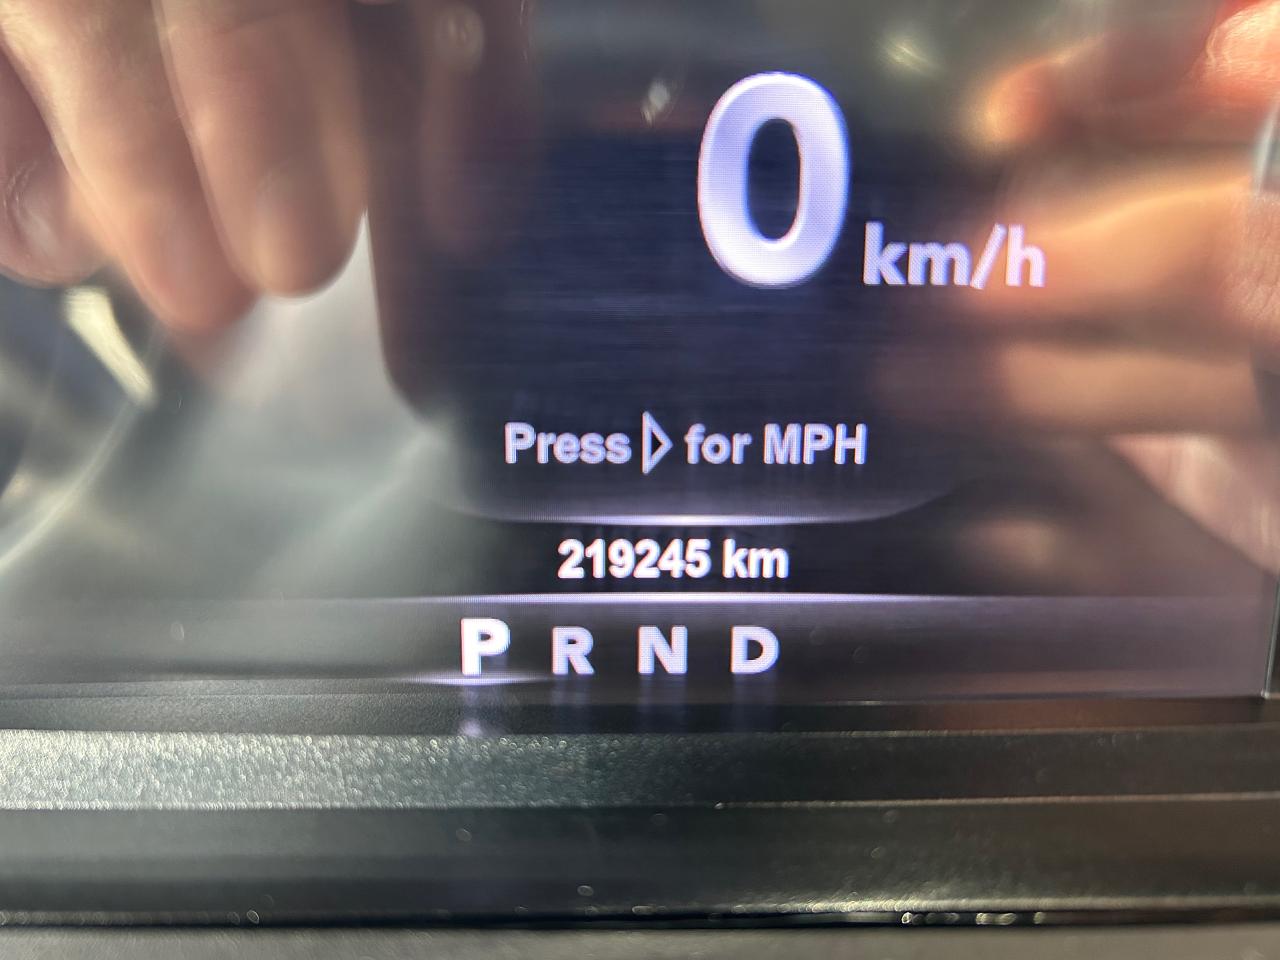 0 km/h
Press ▷ for MPH
219245 km
P R N D